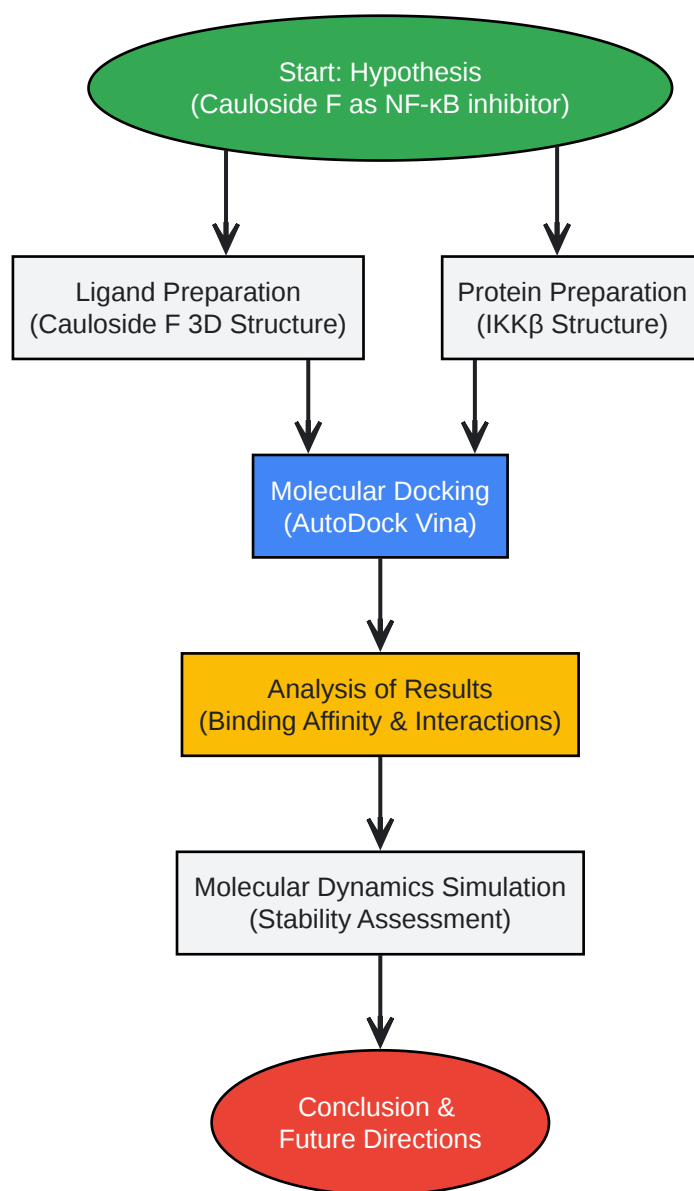 Start: Hypothesis
(Cauloside F as NF-κB inhibitor)
Ligand Preparation
(Cauloside F 3D Structure)
Protein Preparation
(IKKβ Structure)
Molecular Docking
(AutoDock Vina)
Analysis of Results
(Binding Affinity & Interactions)
Molecular Dynamics Simulation
(Stability Assessment)
Conclusion &
Future Directions